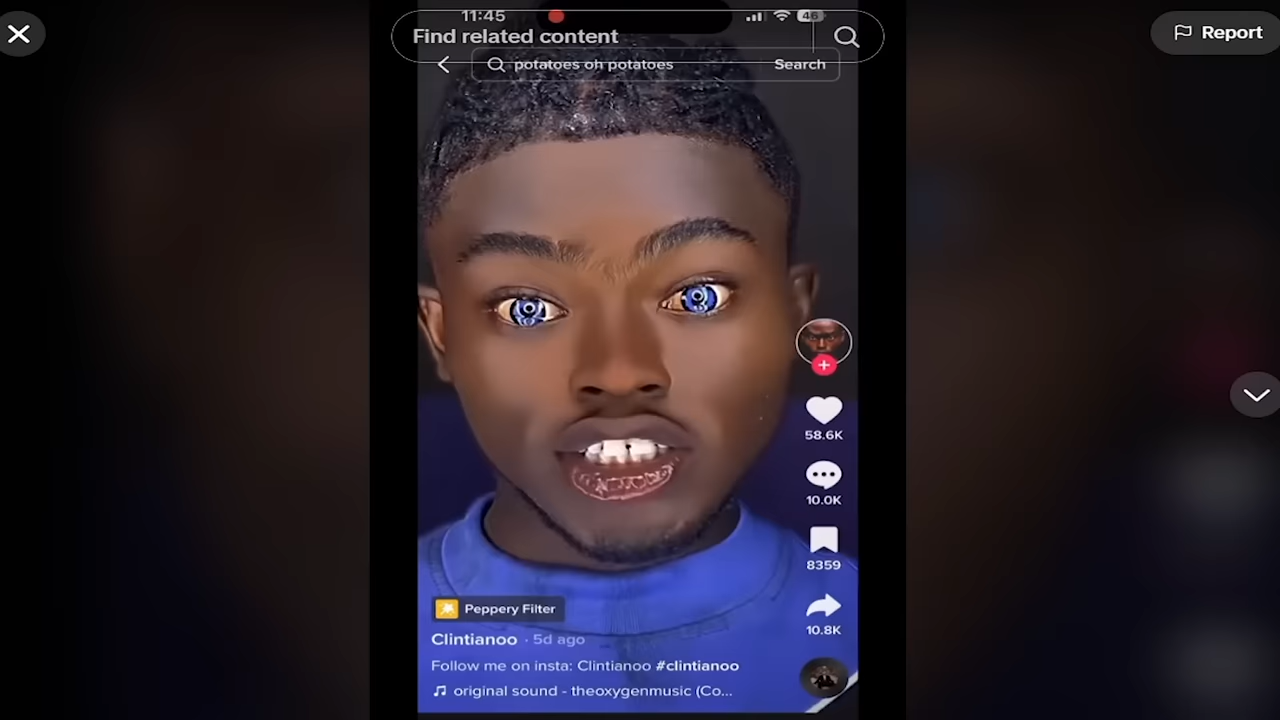 11:45
46
Find related content
Report
potatoes oh potatoes
Search
58.6K
10.0K
8359
10.8K
Peppery Filter
Clintianoo · 5d ago
Follow me on insta: Clintianoo #clintianoo
original sound - theoxygenmusic (Co...